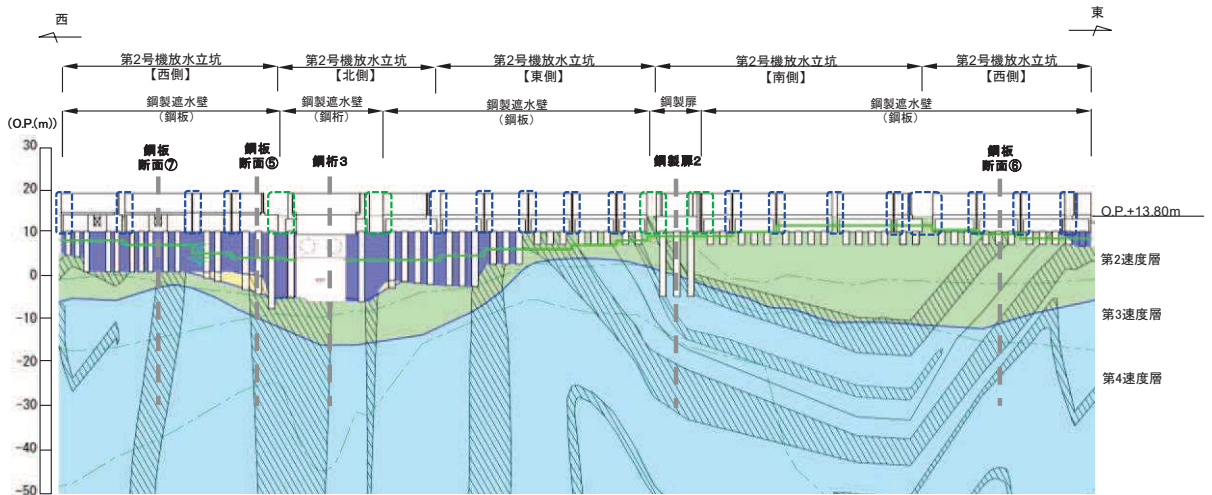 西
東
第2号機放水立坑
【西側】
第2号機放水立坑
【北側】
第2号機放水立坑
【東側】
第2号機放水立坑
【南側】
第2号機放水立坑
【西側】
鋼製遮水壁
(鋼板)
鋼製遮水壁
(鋼桁)
鋼製遮水壁
(鋼板)
鋼製扉
鋼製遮水壁
(鋼板)
(O.P.(m))
30
20
10
0
-10
-20
-30
-40
-50
鋼板
断面⑦
鋼板
断面⑤
鋼桁3
鋼製扉2
鋼板
断面⑥
O.P.+13.80m
第2速度層
第3速度層
第4速度層